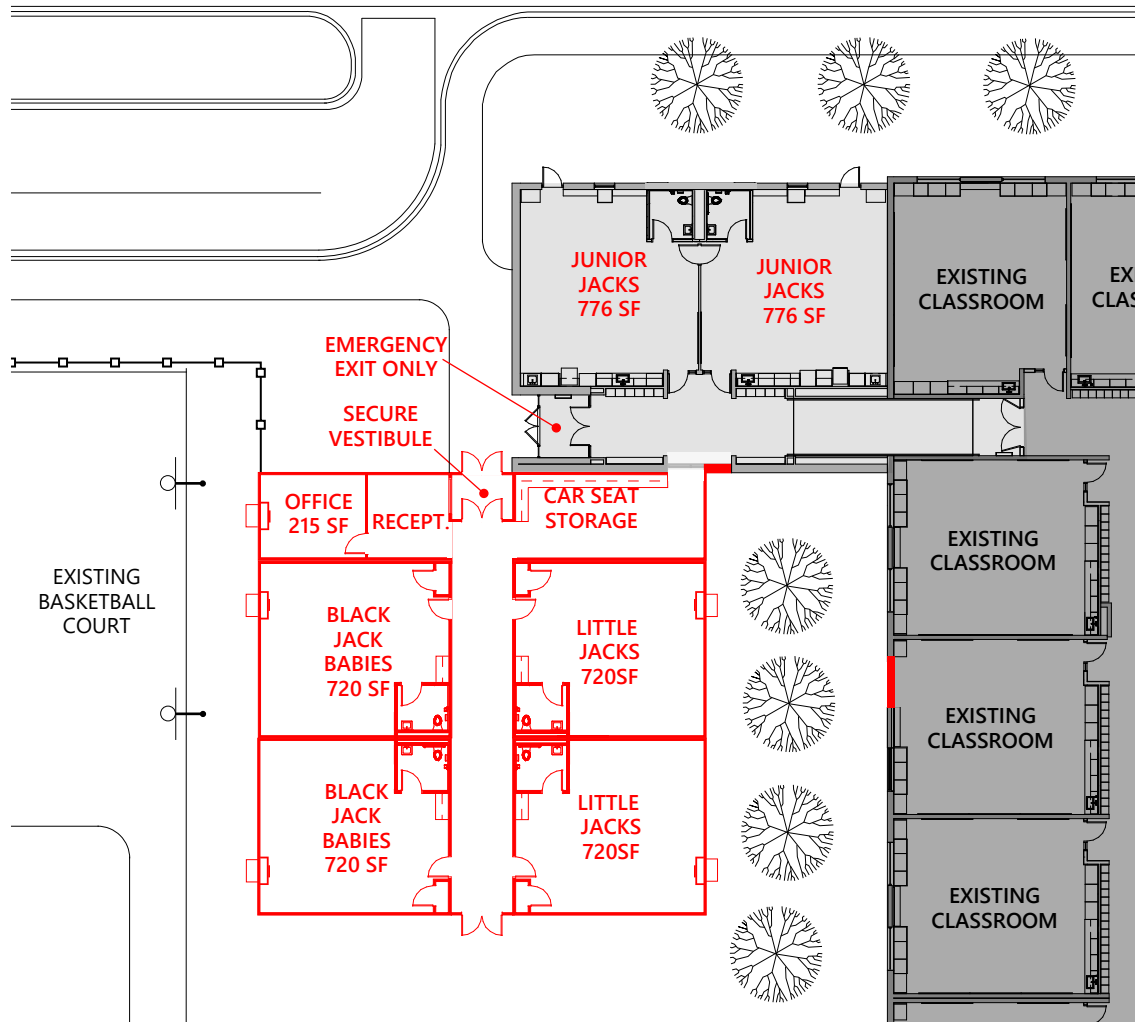 JUNIOR
JACKS
776 SF
JUNIOR
JACKS
776 SF
EXISTING
CLASSROOM
EX
CLAS
EMERGENCY
EXIT ONLY
SECURE
VESTIBULE
OFFICE
215 SF
RECEPT.
CAR SEAT
STORAGE
EXISTING
CLASSROOM
EXISTING
BASKETBALL
COURT
BLACK
JACK
BABIES
720 SF
LITTLE
JACKS
720SF
EXISTING
CLASSROOM
BLACK
JACK
BABIES
720 SF
LITTLE
JACKS
720SF
EXISTING
CLASSROOM